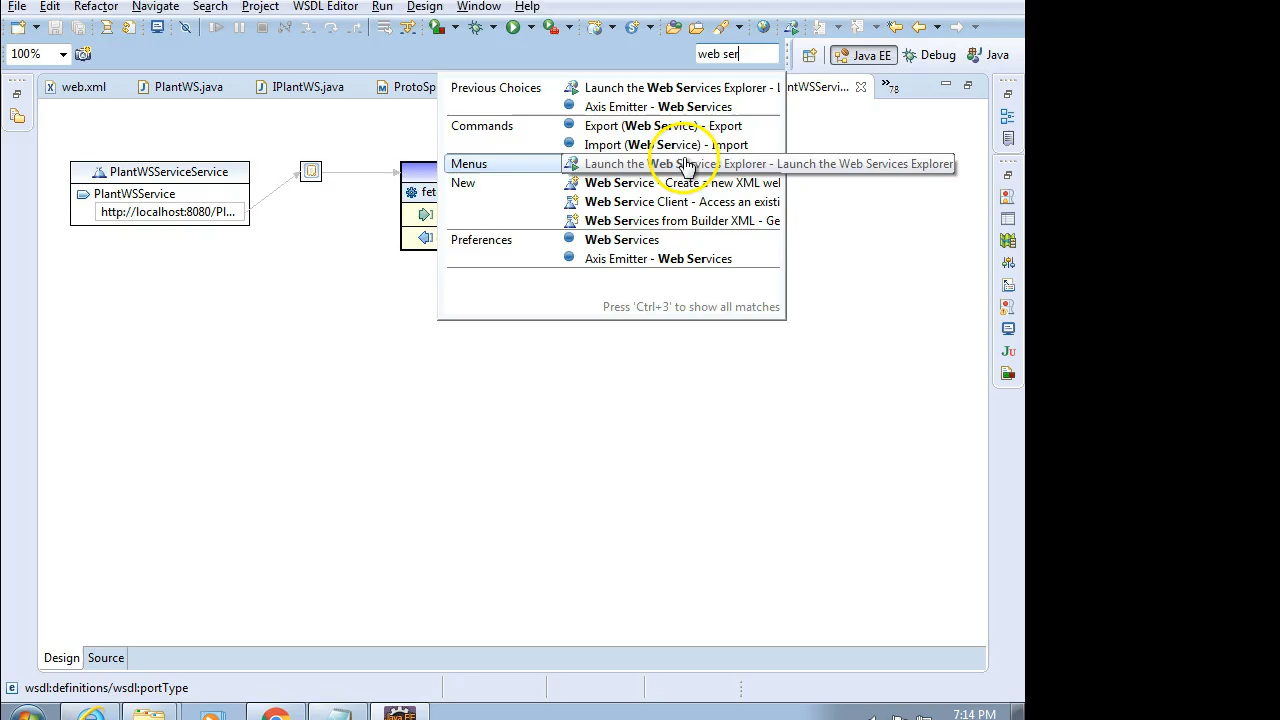 File Edit Refactor Navigate Search Project WSDL Editor Run Design Window Help
100% web ser Java EE Debug Java
web.xml PlantWS.java IPlantWS.java ProtoSp ntWSServi... 78
Previous Choices Launch the Web Services Explorer - L
Axis Emitter - Web Services
Commands Export (Web Service) - Export
Import (Web Service) - Import
Menus Launch the Web Services Explorer - Launch the Web Services Explorer
New Web Service - Create a new XML wel
Web Service Client - Access an existi
Web Services from Builder XML - Ge
Preferences Web Services
Axis Emitter - Web Services
Press 'Ctrl+3' to show all matches
PlantWSServiceService
PlantWSService
http://localhost:8080/Pl...
fet
Design Source
wsdl:definitions/wsdl:portType
7:14 PM